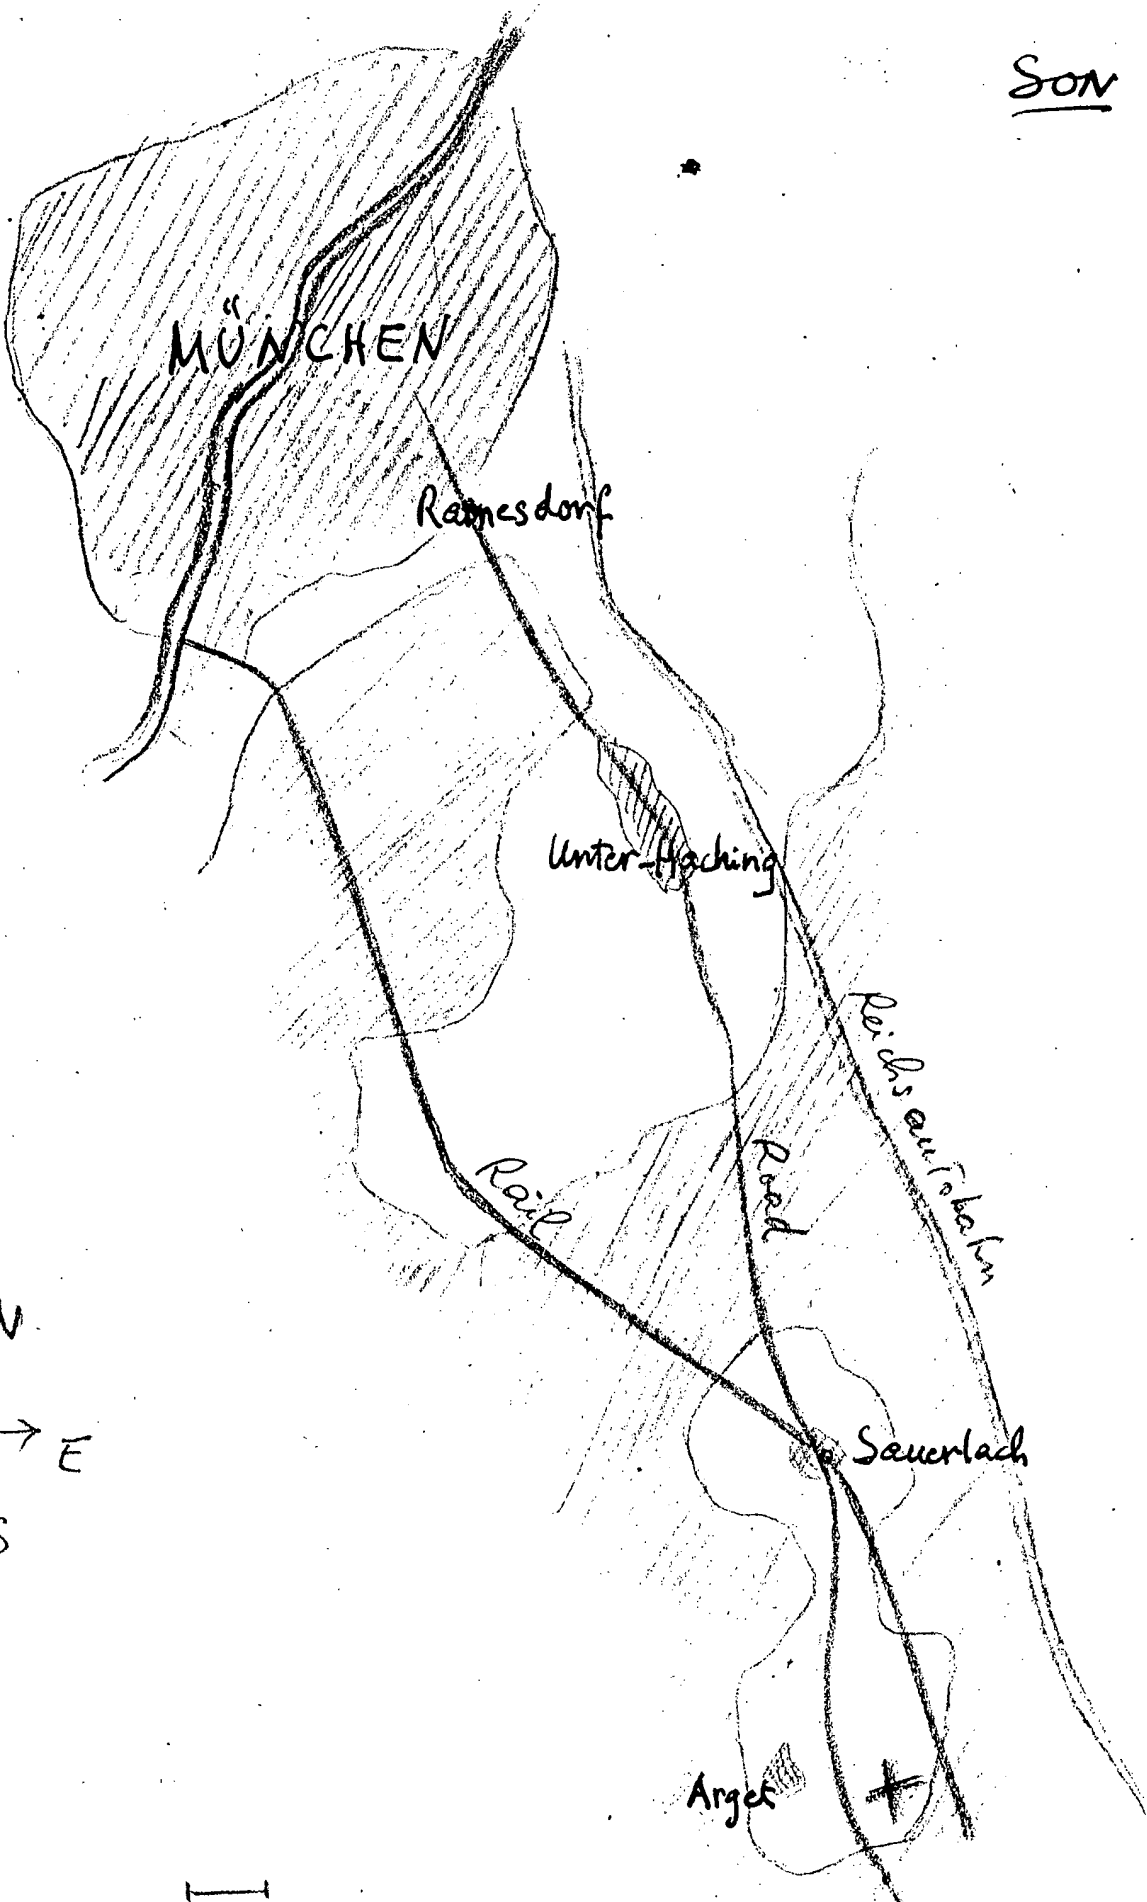 SON
MÜNCHEN
Ramesdorf
Unter-Haching
Reichsautobahn
Road
Rail
N
E
S
Sauerlach
Arget